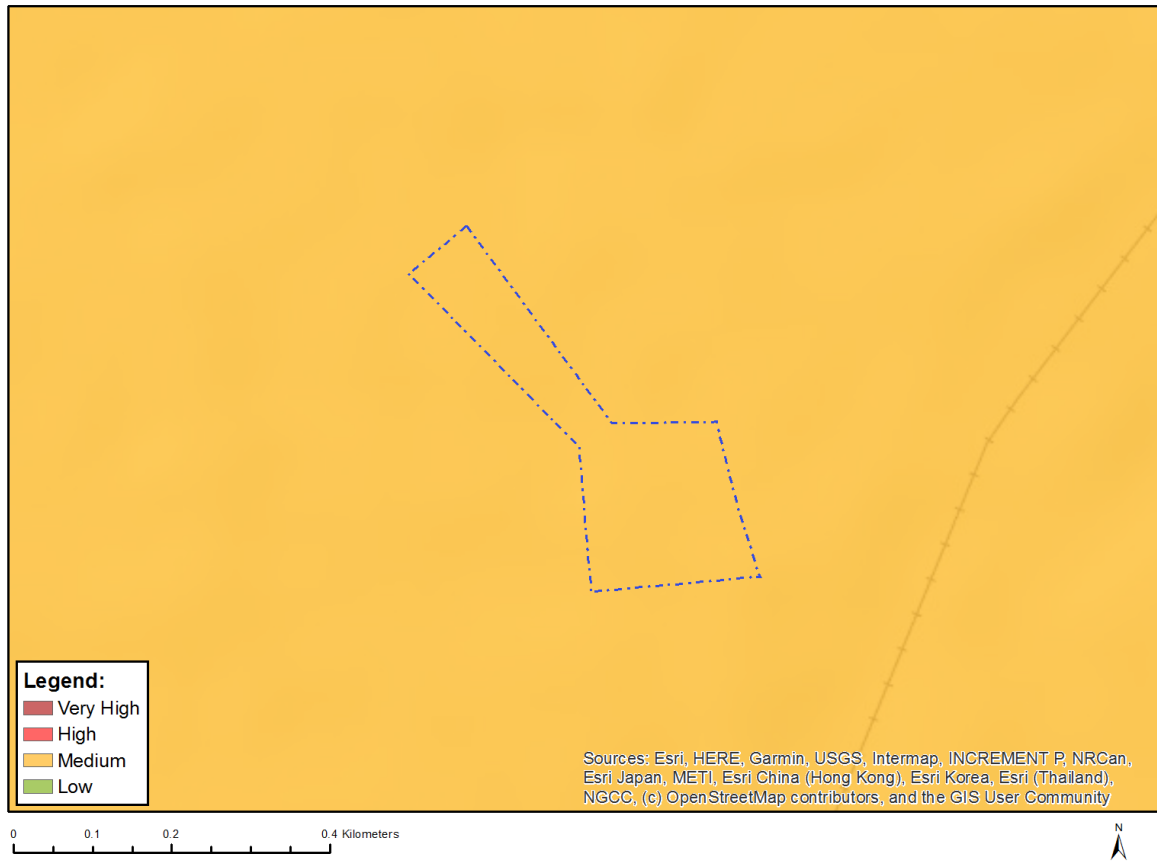 Legend:
Very High
High
Medium
Low
Sources: Esri, HERE, Garmin, USGS, Intermap, INCREMENT P, NRCan,
Esri Japan, METI, Esri China (Hong Kong), Esri Korea, Esri (Thailand),
NGCC, (c) OpenStreetMap contributors, and the GIS User Community
0 0.1 0.2 0.4 Kilometers
N